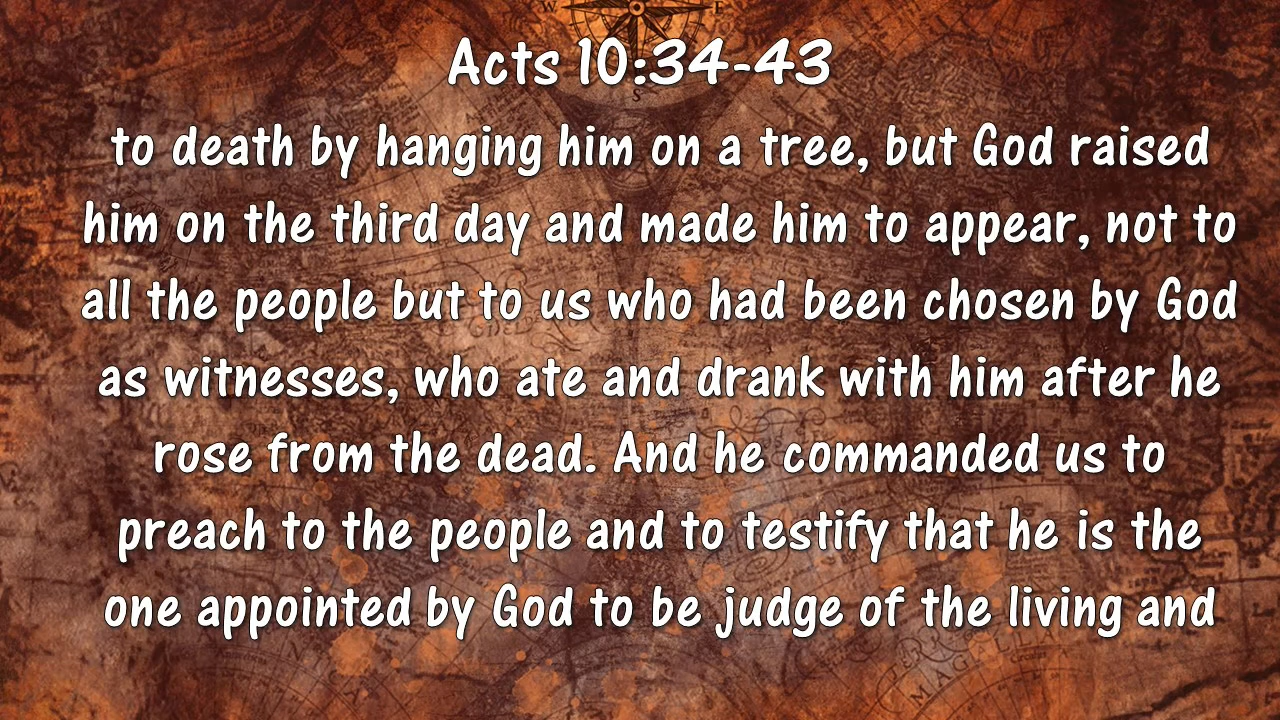 W E
Acts 10:34-43
S
to death by hanging him on a tree, but God raised
him on the third day and made him to appear, not to
all the people but to us who had been chosen by God
as witnesses, who ate and drank with him after he
rose from the dead. And he commanded us to
preach to the people and to testify that he is the
one appointed by God to be judge of the living and